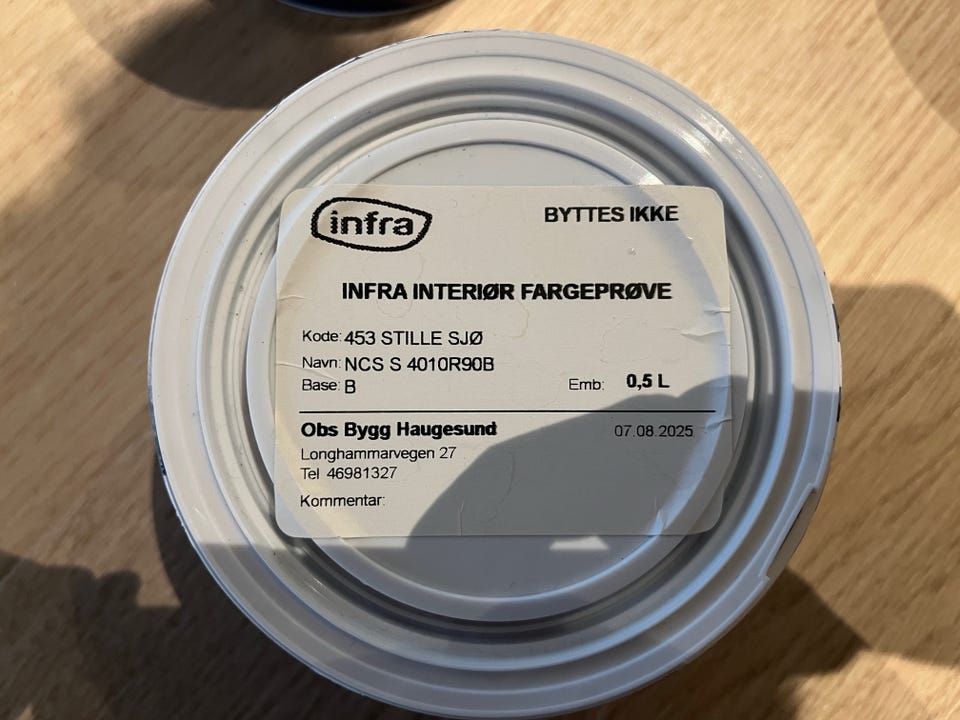 infra
BYTTES IKKE
INFRA INTERIØR FARGEPRØVE
Kode: 453 STILLE SJØ
Navn: NCS S 4010R90B
Base: B Emb: 0,5 L
Obs Bygg Haugesund 07.08.2025
Longhammarvegen 27
Tel 46981327
Kommentar: